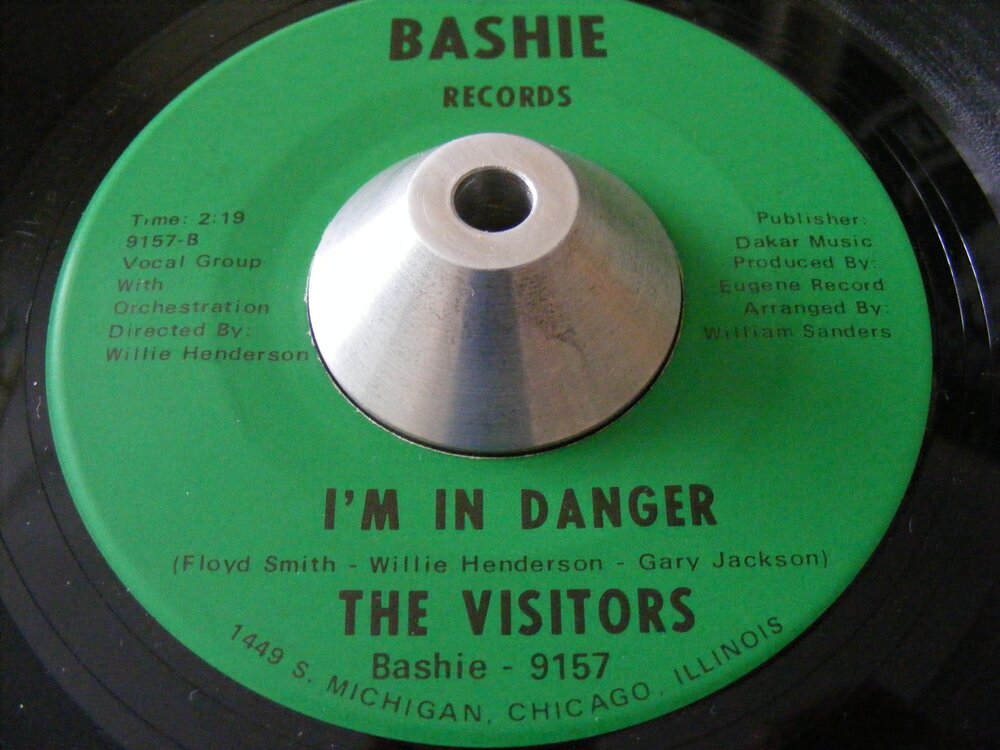 BASHIE
RECORDS
Time: 2:19
9157-B
Vocal Group
With
Orchestration
Directed By:
Willie Henderson
Publisher:
Dakar Music
Produced By:
Eugene Record
Arranged By:
William Sanders
I'M IN DANGER
(Floyd Smith - Willie Henderson - Gary Jackson)
THE VISITORS
Bashie - 9157
1449 S. MICHIGAN, CHICAGO, ILLINOIS